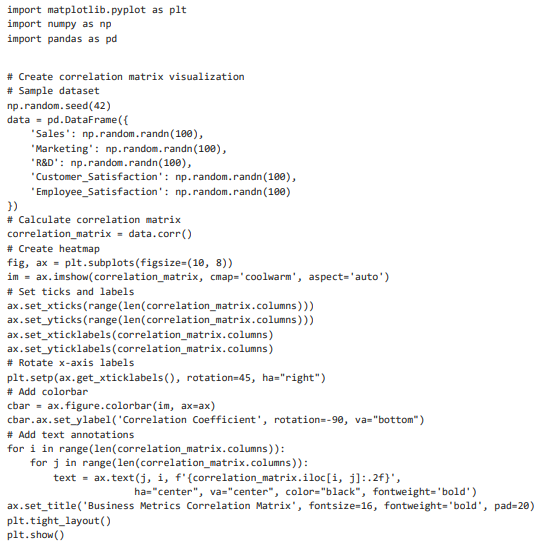 import matplotlib.pyplot as plt
import numpy as np
import pandas as pd
# Create correlation matrix visualization
# Sample dataset
np.random.seed(42)
data = pd.DataFrame({
    'Sales': np.random.randn(100),
    'Marketing': np.random.randn(100),
    'R&D': np.random.randn(100),
    'Customer_Satisfaction': np.random.randn(100),
    'Employee_Satisfaction': np.random.randn(100)
})
# Calculate correlation matrix
correlation_matrix = data.corr()
# Create heatmap
fig, ax = plt.subplots(figsize=(10, 8))
im = ax.imshow(correlation_matrix, cmap='coolwarm', aspect='auto')
# Set ticks and labels
ax.set_xticks(range(len(correlation_matrix.columns)))
ax.set_yticks(range(len(correlation_matrix.columns)))
ax.set_xticklabels(correlation_matrix.columns)
ax.set_yticklabels(correlation_matrix.columns)
# Rotate x-axis labels
plt.setp(ax.get_xticklabels(), rotation=45, ha="right")
# Add colorbar
cbar = ax.figure.colorbar(im, ax=ax)
cbar.ax.set_ylabel('Correlation Coefficient', rotation=-90, va="bottom")
# Add text annotations
for i in range(len(correlation_matrix.columns)):
    for j in range(len(correlation_matrix.columns)):
        text = ax.text(j, i, f'{correlation_matrix.iloc[i, j]:.2f}',
                      ha="center", va="center", color="black", fontweight='bold')
ax.set_title('Business Metrics Correlation Matrix', fontsize=16, fontweight='bold', pad=20)
plt.tight_layout()
plt.show()